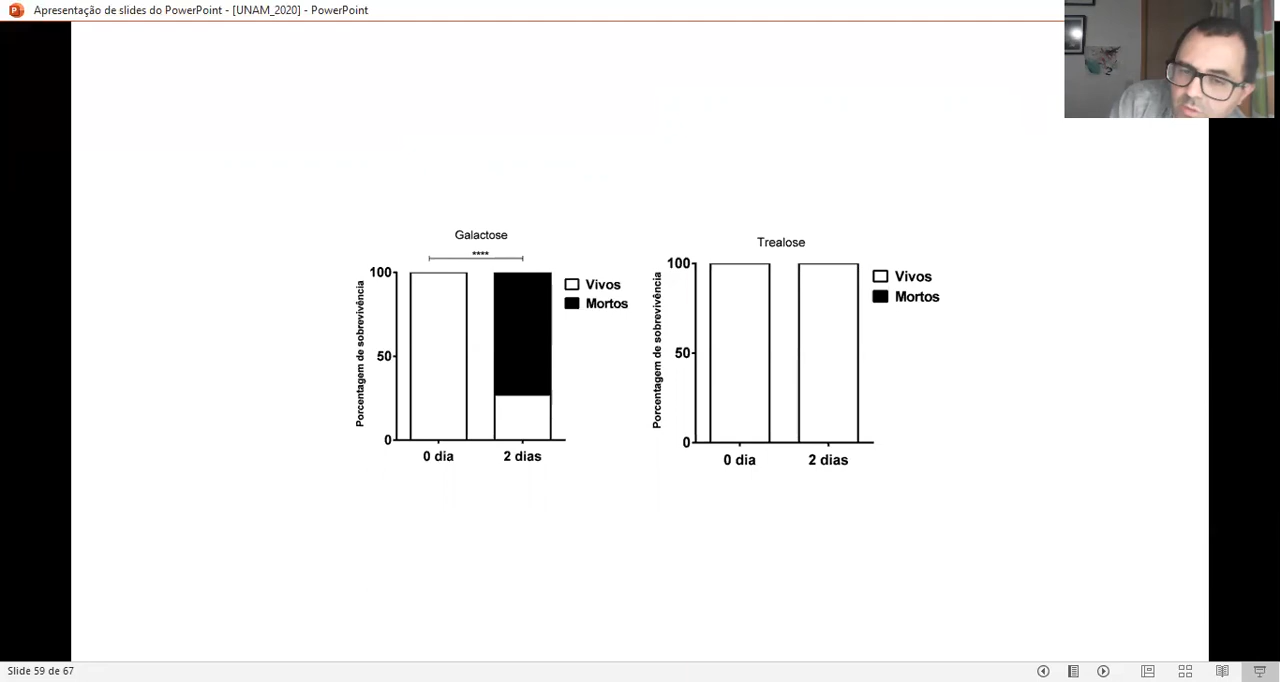 Apresentação de slides do PowerPoint - [UNAM_2020] - PowerPoint
Galactose
****
100
50
0
Porcentagem de sobrevivência
0 dia
2 dias
Vivos
Mortos
Trealose
100
50
0
Porcentagem de sobrevivência
0 dia
2 dias
Vivos
Mortos
Slide 59 de 67